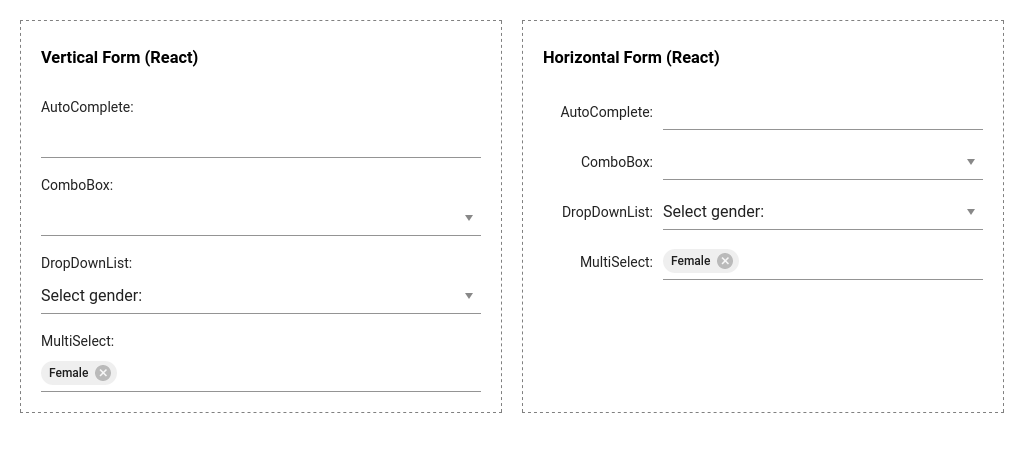 Vertical Form (React)
AutoComplete:
ComboBox:
DropDownList:
Select gender:
MultiSelect:
Female
Horizontal Form (React)
AutoComplete:
ComboBox:
DropDownList: Select gender:
MultiSelect: Female